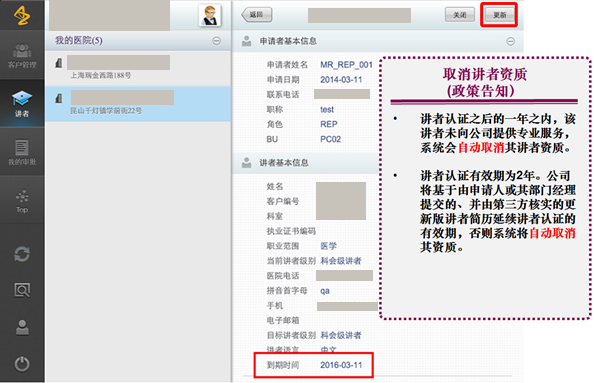 返回
关闭
更新
客户管理
讲者
我的审批
Top
我的医院(5)
上海瑞金西路188号
昆山千灯镇学前街22号
申请者基本信息
申请者姓名 MR_REP_001
申请日期 2014-03-11
联系电话
职称 test
角色 REP
BU PC02
讲者基本信息
姓名
客户编号
科室
执业证书编码
职业范围 医学
当前讲者级别 科会级讲者
医院电话
拼音首字母 qa
手机
电子邮箱
目标讲者级别 科会级讲者
讲者语言 中文
到期时间 2016-03-11
取消讲者资质
(政策告知)
• 讲者认证之后的一年之内，该
讲者未向公司提供专业服务，
系统会自动取消其讲者资质。
• 讲者认证有效期为2年。公司
将基于由申请人或其部门经理
提交的、并由第三方核实的更
新版讲者简历延续讲者认证的
有效期，否则系统将自动取消
其资质。